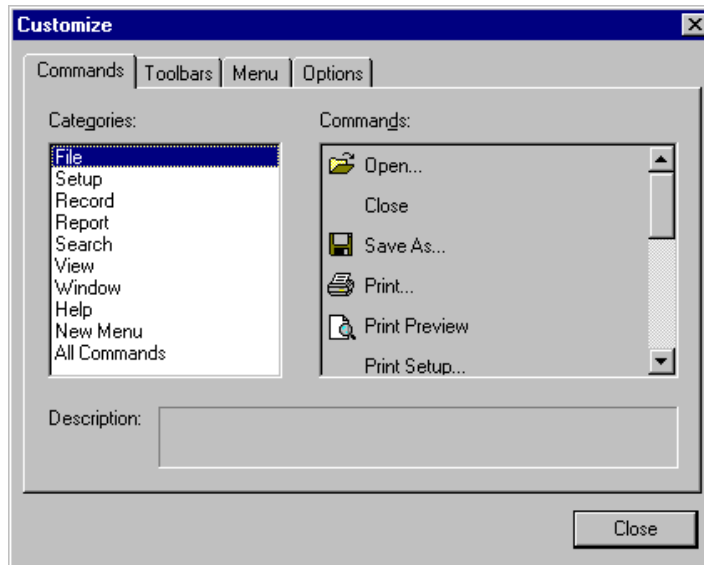 Customize
Commands Toolbars Menu Options
Categories:
File
Setup
Record
Report
Search
View
Window
Help
New Menu
All Commands
Commands:
Open...
Close
Save As...
Print...
Print Preview
Print Setup...
Description:
Close